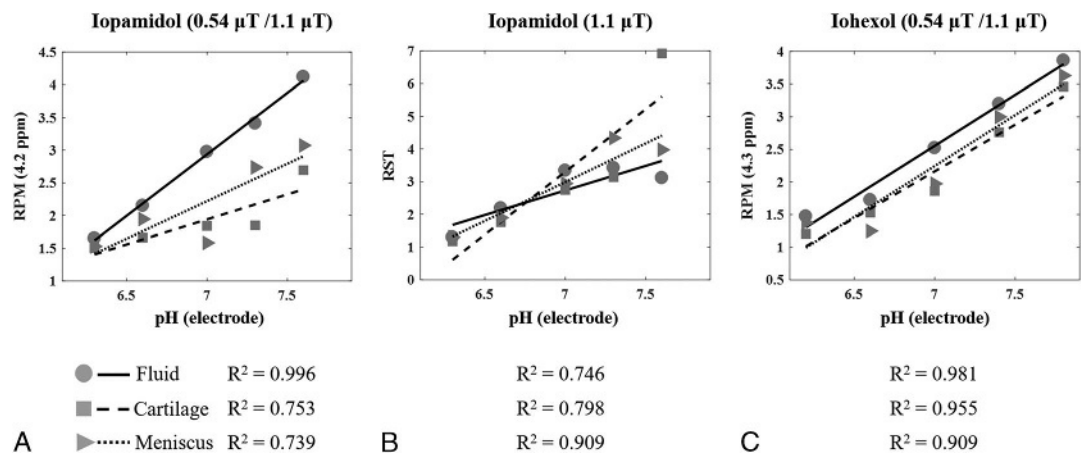 Iopamidol (0.54 µT /1.1 µT)
RPM (4.2 ppm)
4.5
4
3.5
3
2.5
2
1.5
1
6.5 7 7.5
pH (electrode)
Iopamidol (1.1 µT)
RST
7
6
5
4
3
2
1
0
6.5 7 7.5
pH (electrode)
Iohexol (0.54 µT /1.1 µT)
RPM (4.3 ppm)
4
3.5
3
2.5
2
1.5
1
0.5
6.5 7 7.5
pH (electrode)
Fluid R² = 0.996 R² = 0.746 R² = 0.981
Cartilage R² = 0.753 R² = 0.798 R² = 0.955
A Meniscus R² = 0.739 B R² = 0.909 C R² = 0.909